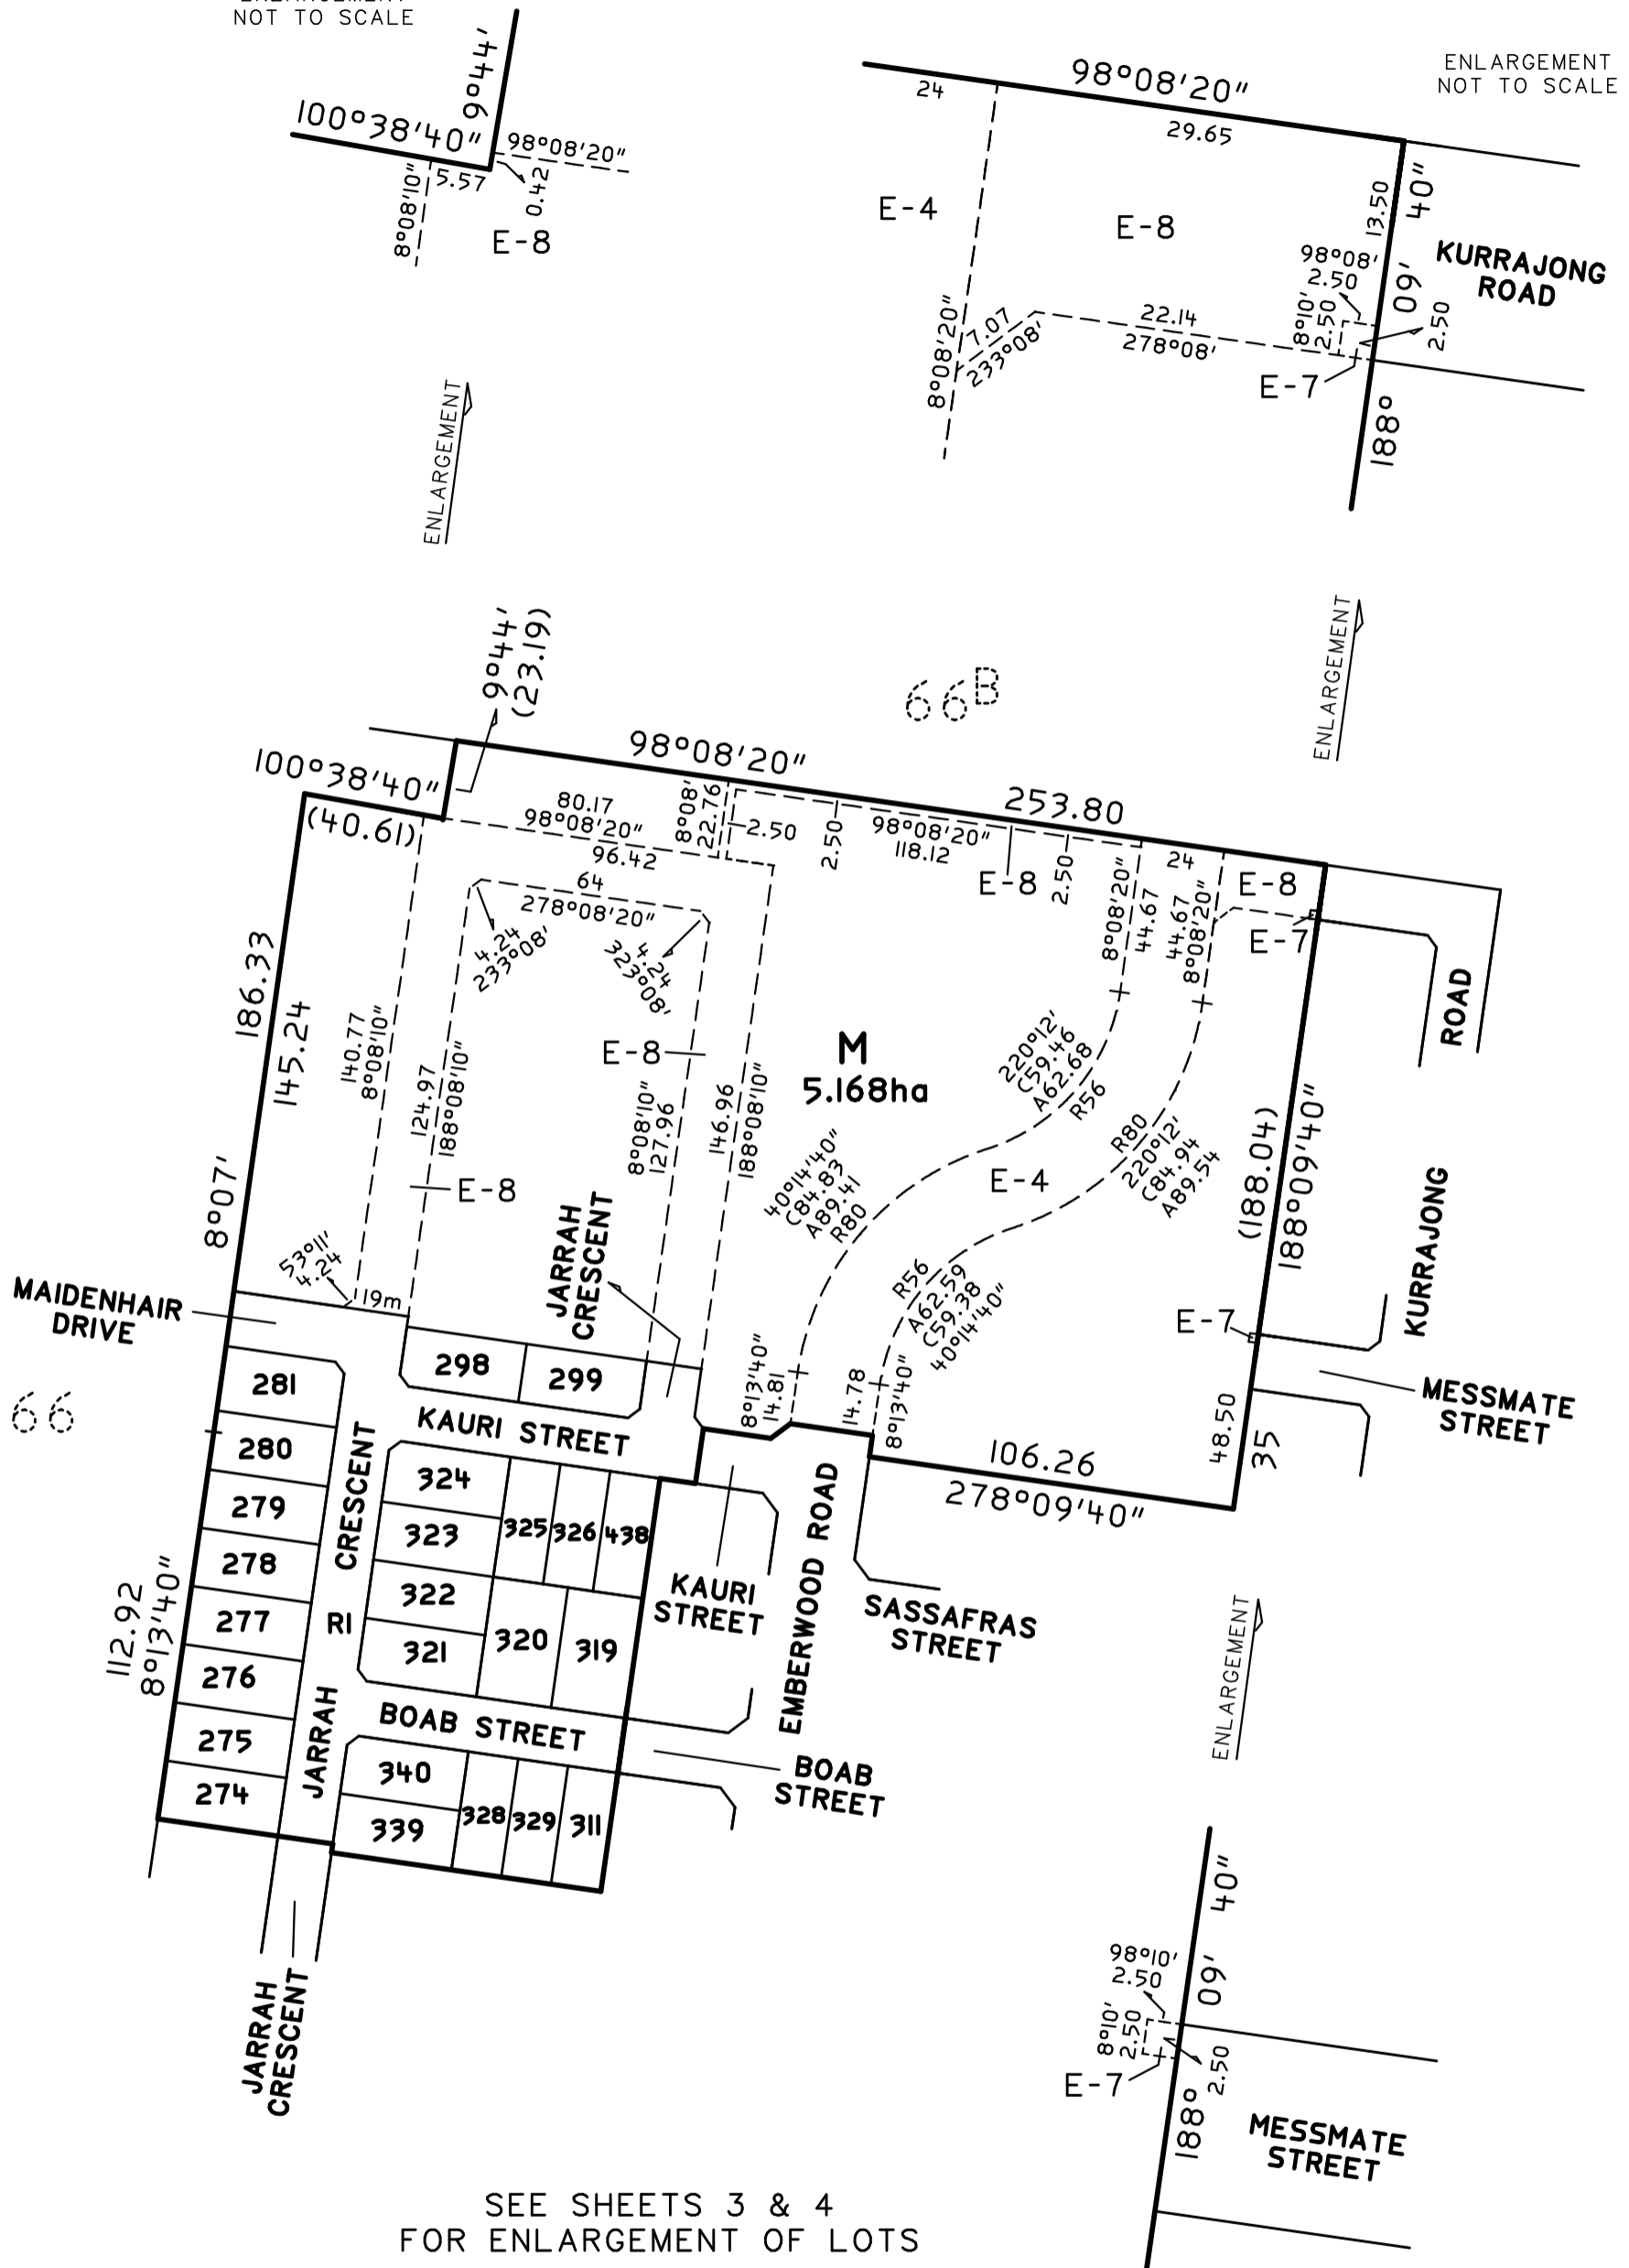 NOT TO SCALE
9°44'
100°38'40"
98°08'20"
5.57
0.42
8°08'10"
E-8
ENLARGEMENT
NOT TO SCALE
98°08'20"
24
29.65
E-4
E-8
13.50
188° 09' 40"
KURRAJONG
ROAD
98°08'
2.50
8°10'
2.50
2.50
22.14
278°08'
7.07
233°08'
8°08'20"
E-7
ENLARGEMENT
ENLARGEMENT
9°44'
(23.19)
66B
100°38'40"
(40.61)
98°08'20"
253.80
80.17
98°08'20"
96.42
8°08'
22.76
2.50
2.50
98°08'20"
118.12
E-8
2.50
24
E-8
E-7
64
278°08'20"
4.24
233°08'
4.24
323°08'
8°08'20"
44.67
44.67
8°08'20"
186.33
145.24
8°07'
140.77
8°08'10"
124.97
188°08'10"
E-8
E-8
8°08'10"
127.96
146.96
188°08'10"
M
5.168ha
220°12'
C59.46
A62.68
R56
R80
220°12'
C84.94
A89.54
40°14'40"
C84.83
A89.41
R80
E-4
R56
A62.59
C59.38
40°14'40"
(188.04)
188°09'40"
ROAD
KURRAJONG
53°11'
4.24
19m
JARRAH
CRESCENT
MAIDENHAIR
DRIVE
E-7
8°13'40"
14.81
14.78
8°13'40"
48.50
35
MESSMATE
STREET
106.26
278°09'40"
66
298
299
281
280
279
278
277
276
275
274
KAURI STREET
CRESCENT
R1
JARRAH
324
323
322
321
325
326
438
320
319
KAURI
STREET
EMBERWOOD ROAD
SASSAFRAS
STREET
112.92
8°13'40"
BOAB STREET
340
339
328
329
311
BOAB
STREET
JARRAH
CRESCENT
ENLARGEMENT
188° 09' 40"
98°10'
2.50
8°10'
2.50
2.50
E-7
MESSMATE
STREET
SEE SHEETS 3 & 4
FOR ENLARGEMENT OF LOTS